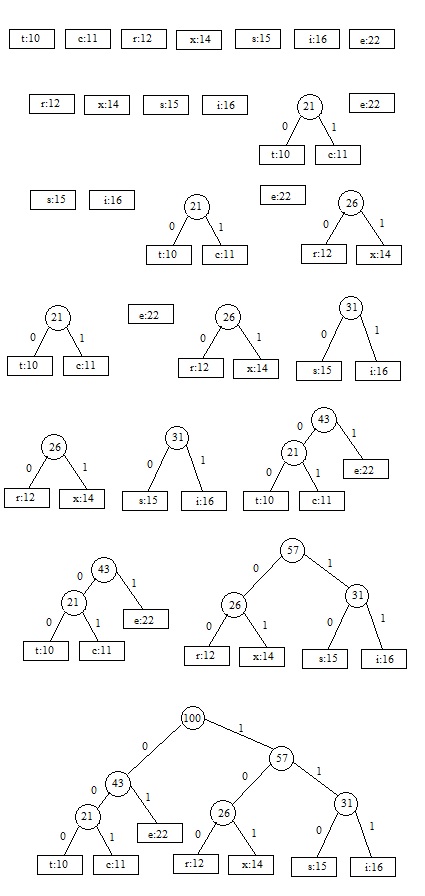 t:10 c:11 r:12 x:14 s:15 i:16 e:22
r:12 x:14 s:15 i:16 21 e:22
0 1
t:10 c:11
s:15 i:16 21 e:22 26
0 1 0 1
t:10 c:11 r:12 x:14
21 e:22 26 31
0 1 0 1 0 1
t:10 c:11 r:12 x:14 s:15 i:16
26 31 43
0 1
21
0 1 0 1 e:22
0 1
r:12 x:14 s:15 i:16 t:10 c:11
43 57
0 1 0 1
21 26 31
0 1 e:22 0 1 0 1
t:10 c:11 r:12 x:14 s:15 i:16
100
0 1
43 57
0 1 0 1
21 26 31
0 1 e:22 0 1 0 1
t:10 c:11 r:12 x:14 s:15 i:16